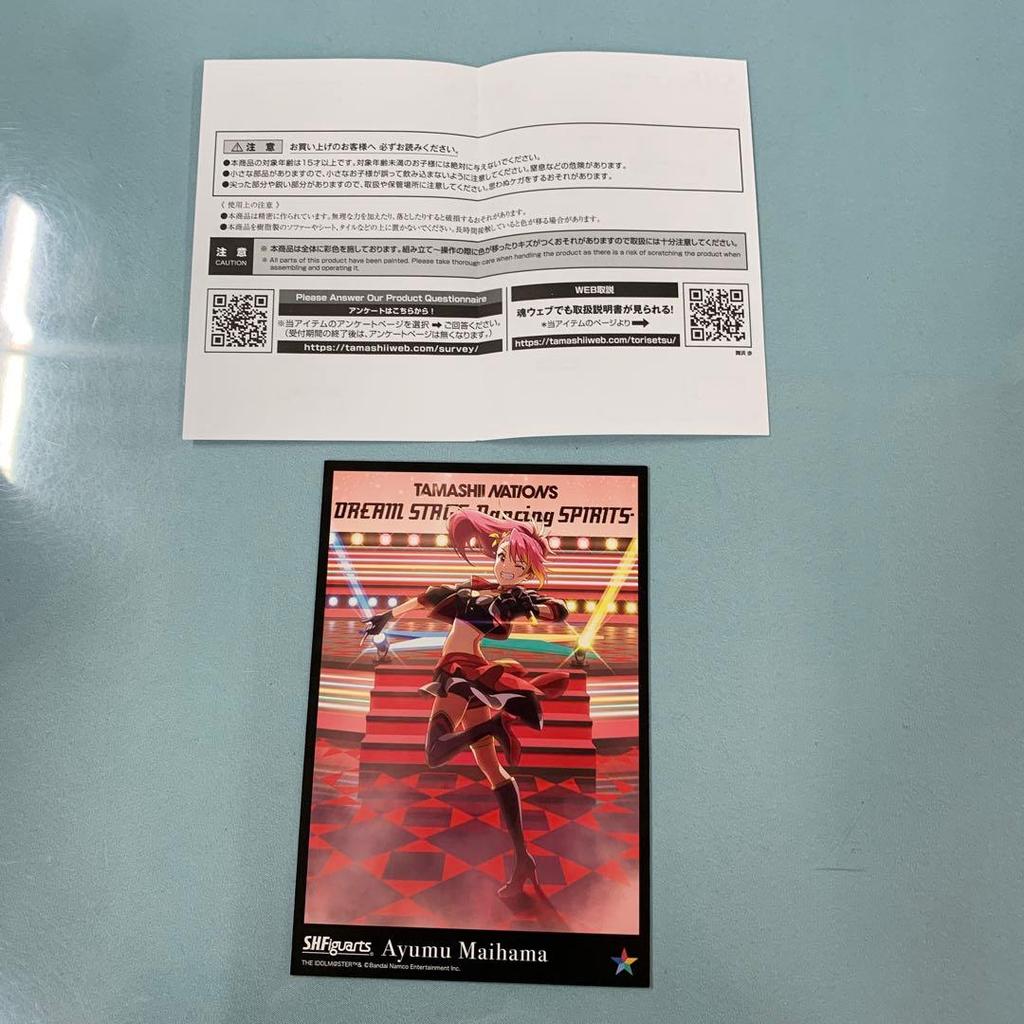 ⚠注 意 お買い上げのお客様へ 必ずお読みください。
●本商品の対象年齢は15才以上です。対象年齢未満のお子様には絶対に与えないでください。
●小さな部品がありますので、小さなお子様が誤って飲み込まないように注意してください。窒息などの危険があります。
●尖った部分や鋭い部分がありますので、取扱や保管場所に注意してください。思わぬケガをするおそれがあります。
《 使用上の注意 》
●本商品は精密に作られています。無理な力を加えたり、落としたりすると破損するおそれがあります。
●本商品を樹脂製のソファーやシート、タイルなどの上に置かないでください。長時間接触していると色が移る場合があります。
注 意
CAUTION
※ 本商品は全体に彩色を施しております。組み立て〜操作の際に色が移ったりキズがつくおそれがありますので取扱には十分注意してください。
※ All parts of this product have been painted. Please take thorough care when handling the product as there is a risk of scratching the product when
assembling and operating it.
Please Answer Our Product Questionnaire
アンケートはこちらから！
※当アイテムのアンケートページを選択 ➡ ご回答ください。
（受付期間の終了後は、アンケートページは無くなります。）
https://tamashiiweb.com/survey/
WEB取説
魂ウェブでも取扱説明書が見られる!
*当アイテムのページより➡
https://tamashiiweb.com/torisetsu/
舞浜 歩
TAMASHII NATIONS
DREAM STAGE -Dancing SPIRITS-
S.H.Figuarts Ayumu Maihama
THE IDOLM@STER™& ©Bandai Namco Entertainment Inc.